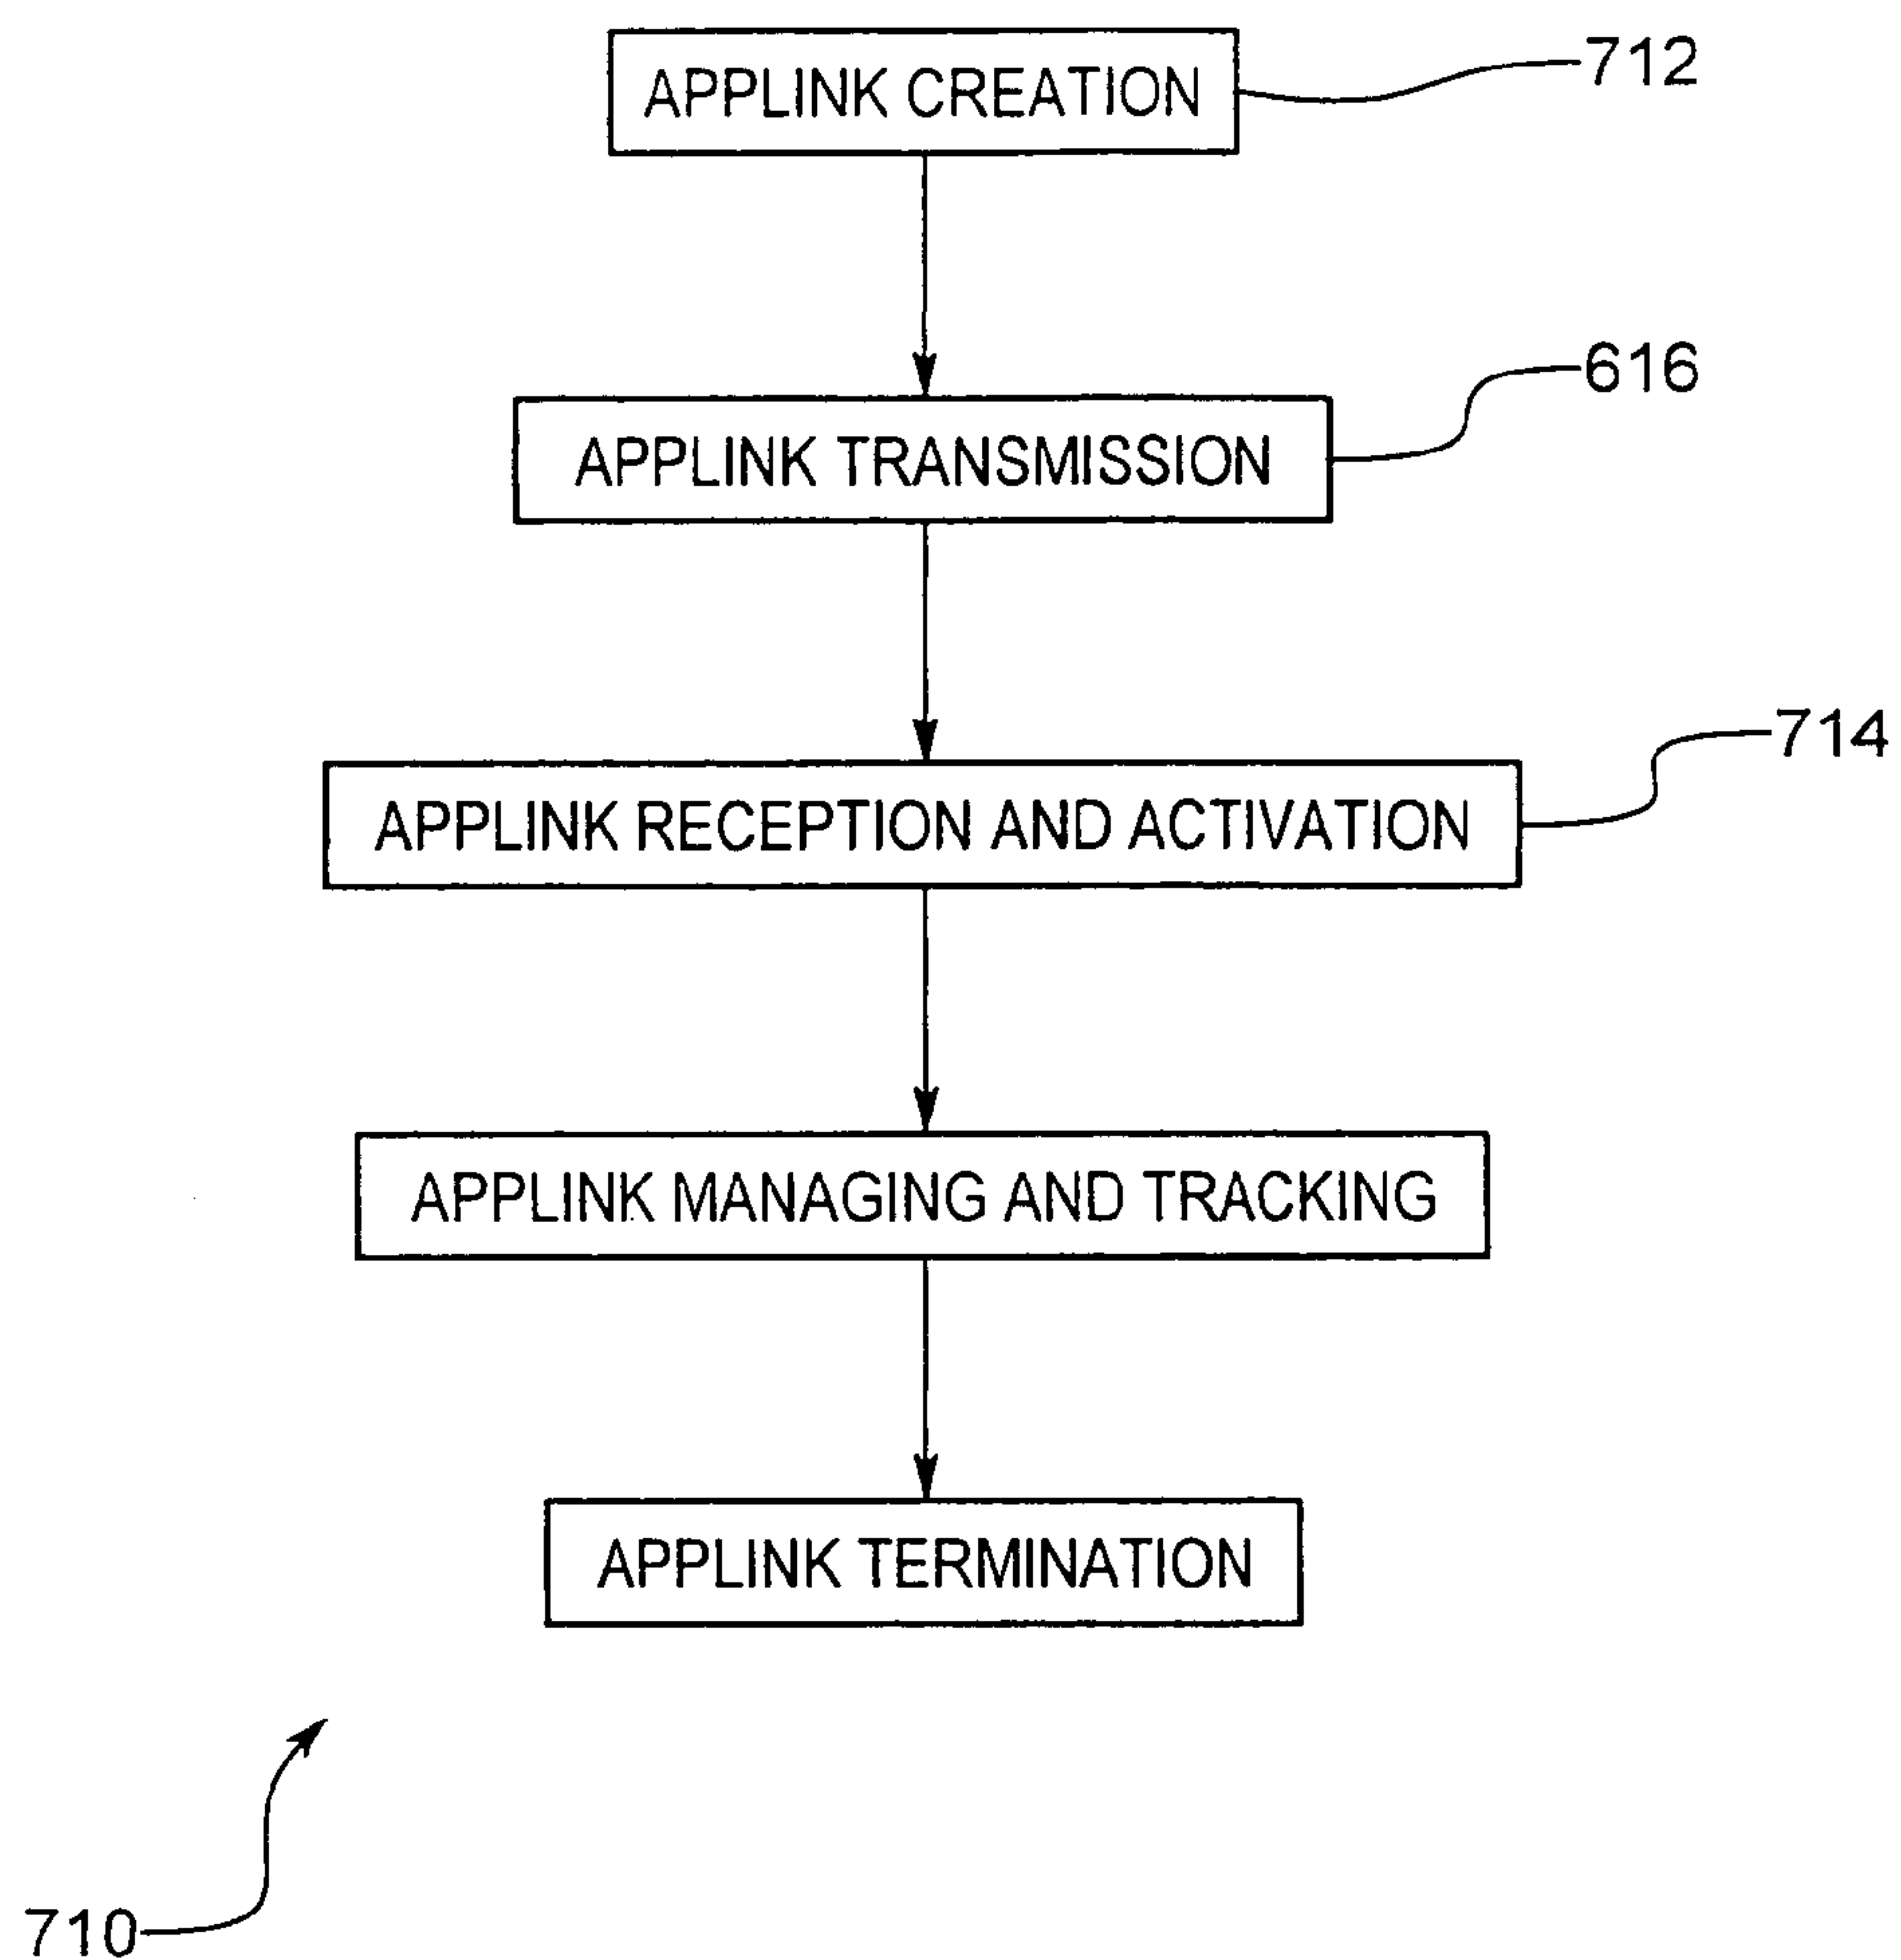 APPLINK CREATION
712
616
APPLINK TRANSMISSION
714
APPLINK RECEPTION AND ACTIVATION
APPLINK MANAGING AND TRACKING
APPLINK TERMINATION
710